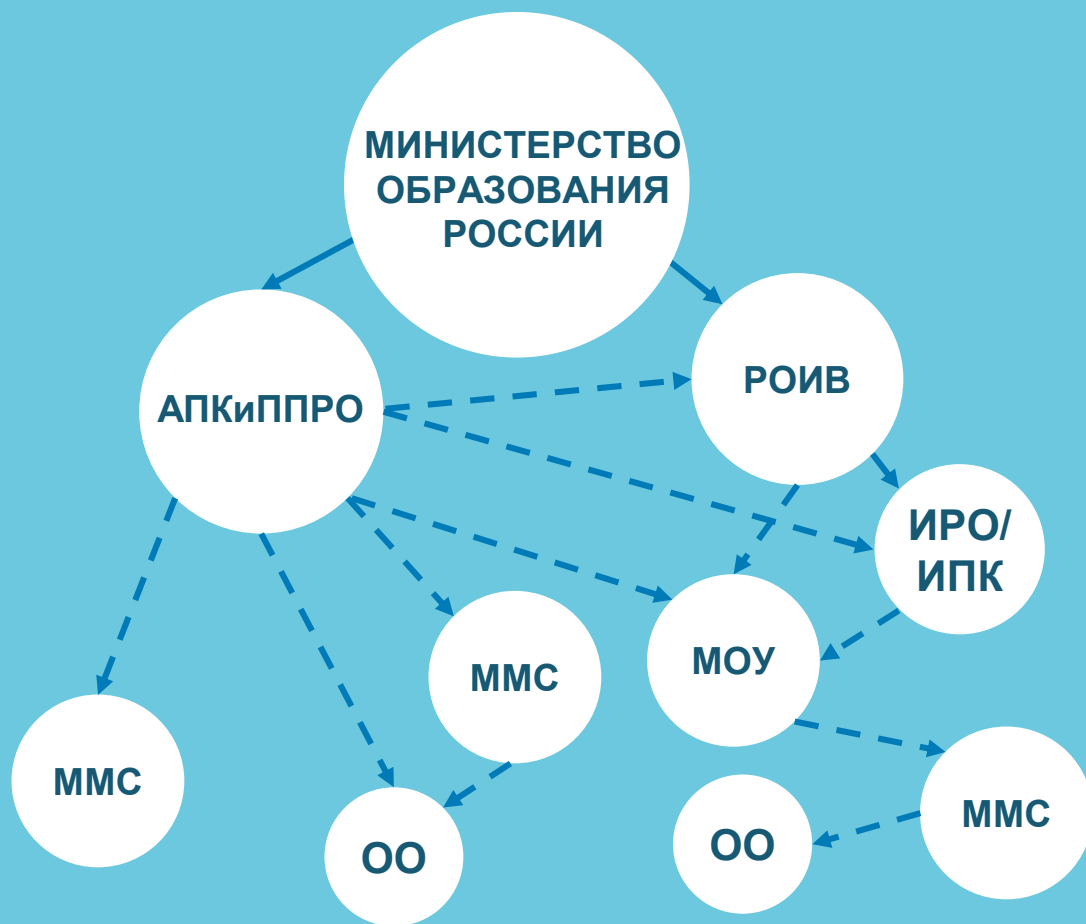 МИНИСТЕРСТВО
ОБРАЗОВАНИЯ
РОССИИ
РОИВ
АПКиППРО
ИРО/
ИПК
ММС
МОУ
ММС
ММС
ОО
ОО